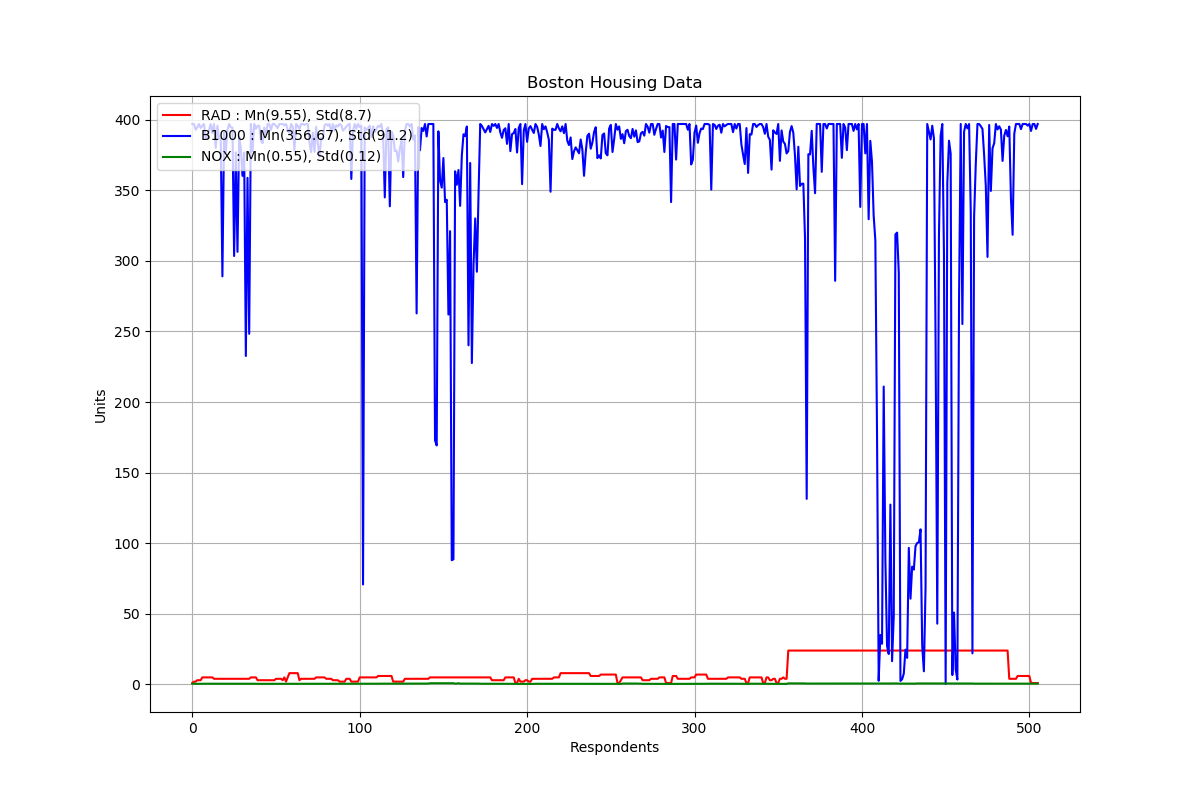 Boston Housing Data
RAD : Mn(9.55), Std(8.7)
B1000 : Mn(356.67), Std(91.2)
NOX : Mn(0.55), Std(0.12)
400
350
300
250
200
150
100
50
0
Units
0 100 200 300 400 500
Respondents